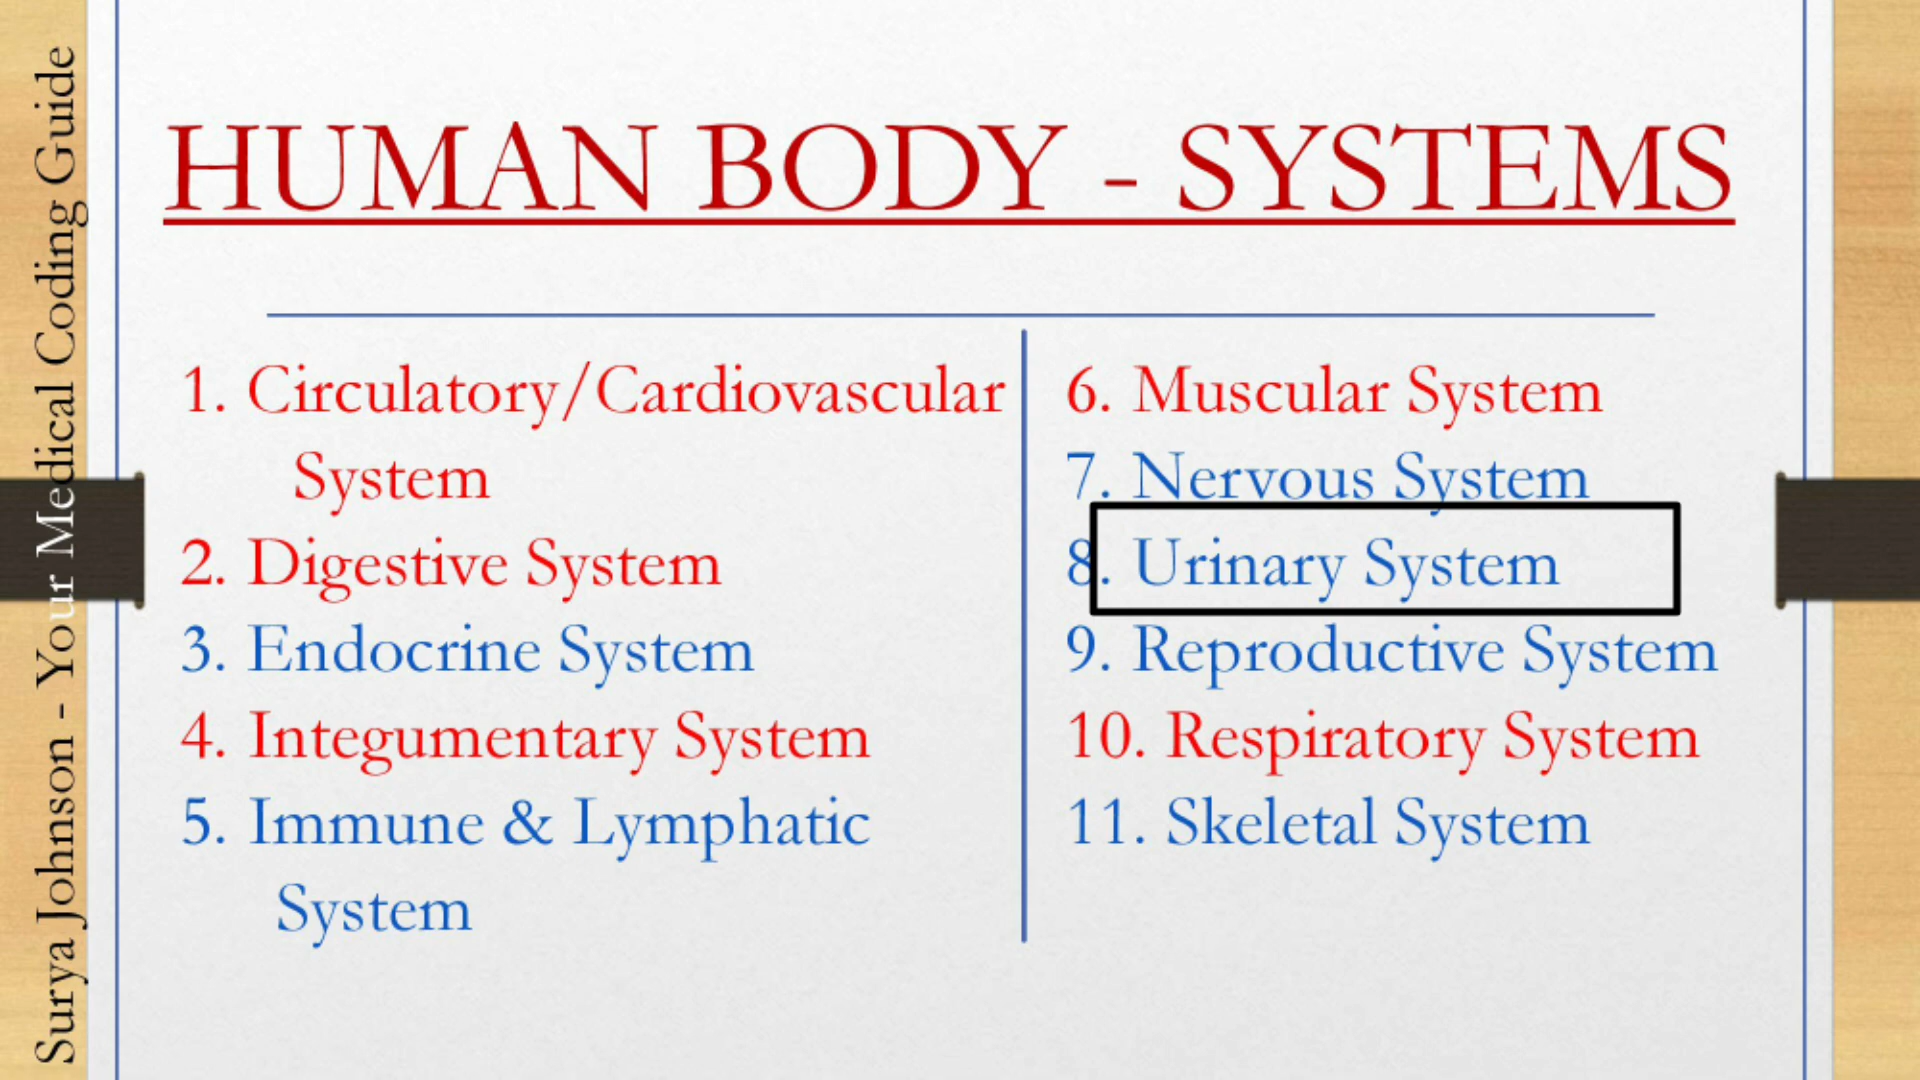 HUMAN BODY - SYSTEMS
1. Circulatory/Cardiovascular
System
2. Digestive System
3. Endocrine System
4. Integumentary System
5. Immune & Lymphatic
System
6. Muscular System
7. Nervous System
8. Urinary System
9. Reproductive System
10. Respiratory System
11. Skeletal System
Surya Johnson - Your Medical Coding Guide